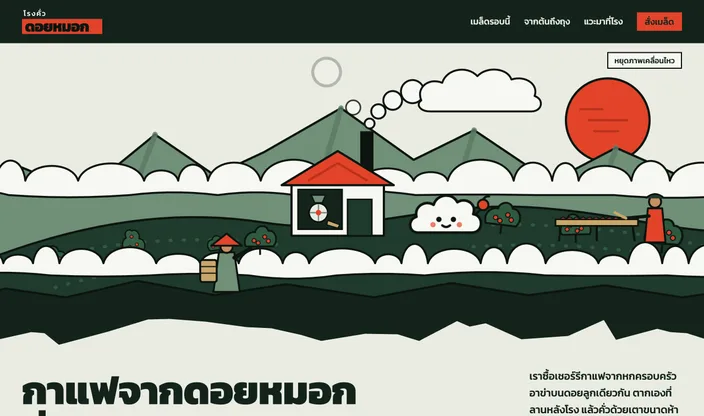 โรงคั่ว
ดอยหมอก
เมล็ดรอบนี้
จากต้นถึงถุง
แวะมาที่โรง
สั่งเมล็ด
หยุดภาพเคลื่อนไหว
กาแฟจากดอยหมอก
เราซื้อเชอร์รีกาแฟจากหกครอบครัว
อาข่าบนดอยลูกเดียวกัน ตากเองที่
ลานหลังโรง แล้วคั่วด้วยเตาขนาดห้า